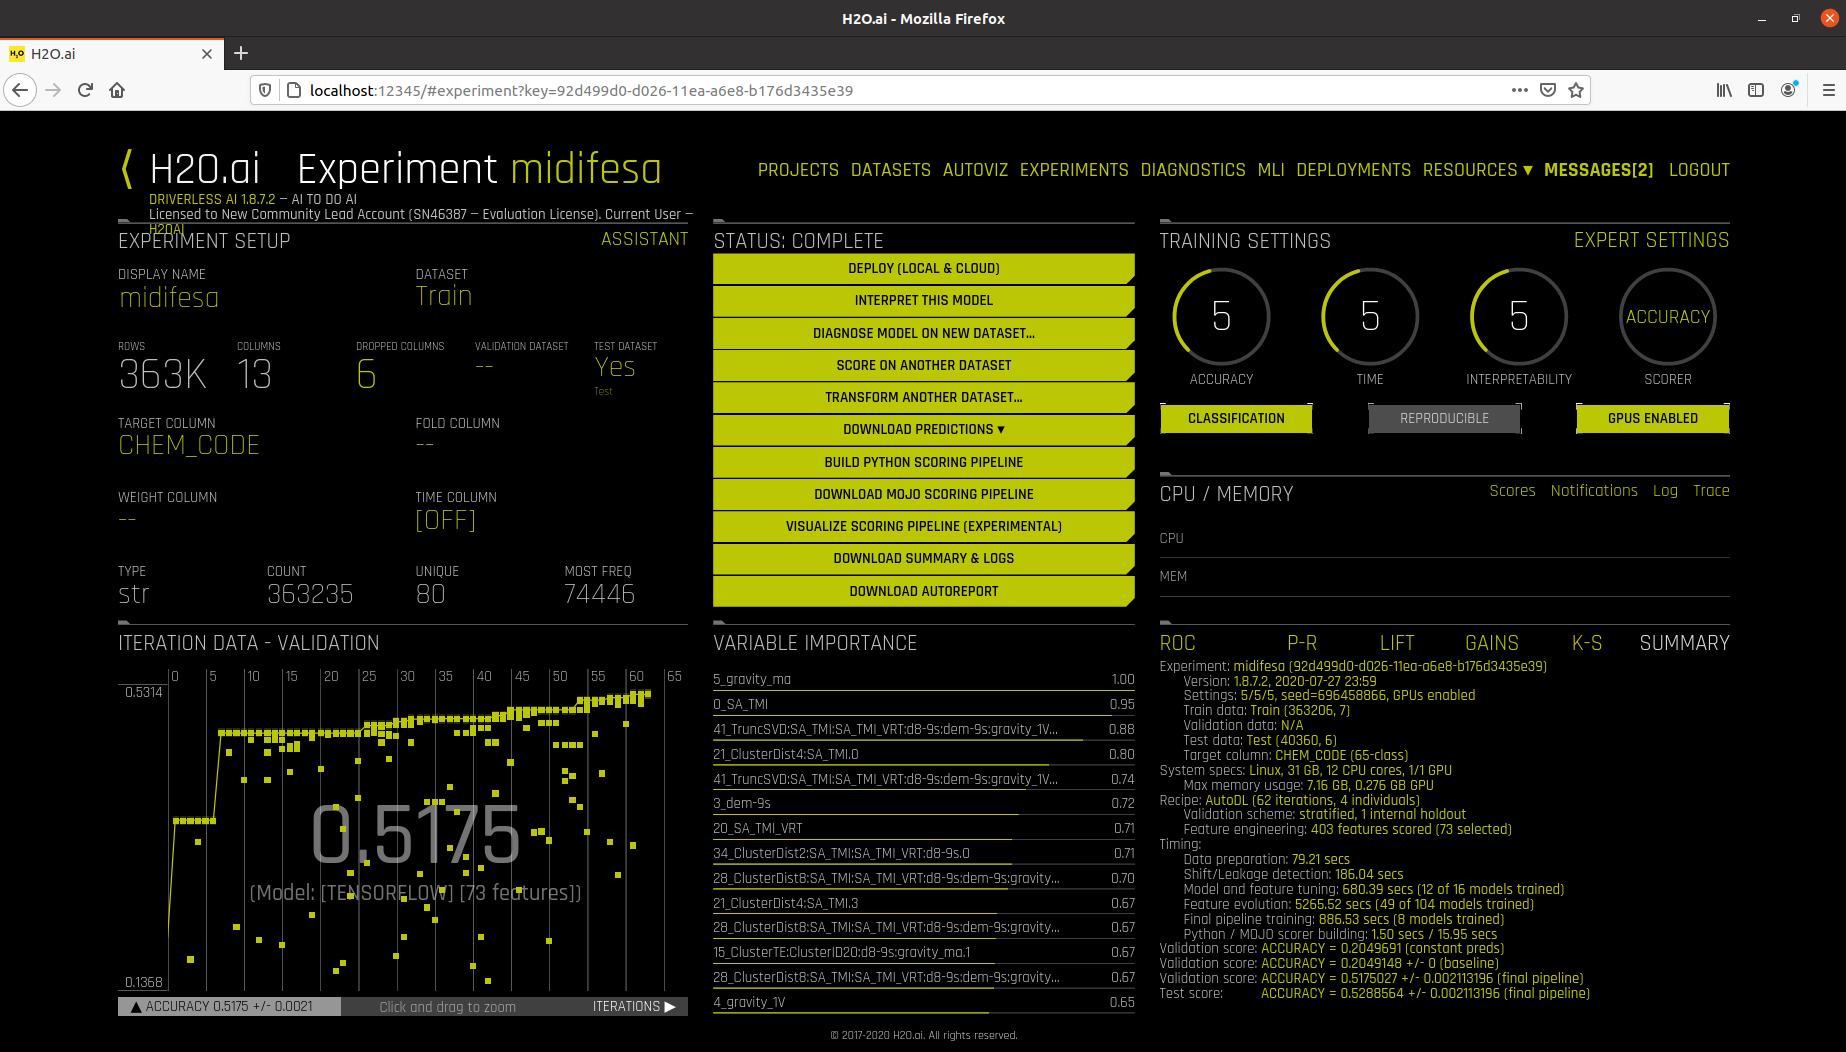 H2O.ai - Mozilla Firefox
H2O.ai
localhost:12345/#experiment?key=92d499d0-d026-11ea-a6e8-b176d3435e39
H2O.ai Experiment midifesa
PROJECTS DATASETS AUTOVIZ EXPERIMENTS DIAGNOSTICS MLI DEPLOYMENTS RESOURCES ▾ MESSAGES[2] LOGOUT
DRIVERLESS AI 1.8.7.2 – AI TO DO AI
Licensed to New Community Lead Account (SN46387 – Evaluation License). Current User –
H2OAI
EXPERIMENT SETUP ASSISTANT
DISPLAY NAME DATASET
midifesa Train
ROWS COLUMNS DROPPED COLUMNS VALIDATION DATASET TEST DATASET
363K 13 6 -- Yes
Test
TARGET COLUMN FOLD COLUMN
CHEM_CODE --
WEIGHT COLUMN TIME COLUMN
-- [OFF]
TYPE COUNT UNIQUE MOST FREQ
str 363235 80 74446
STATUS: COMPLETE
DEPLOY (LOCAL & CLOUD)
INTERPRET THIS MODEL
DIAGNOSE MODEL ON NEW DATASET...
SCORE ON ANOTHER DATASET
TRANSFORM ANOTHER DATASET...
DOWNLOAD PREDICTIONS ▾
BUILD PYTHON SCORING PIPELINE
DOWNLOAD MOJO SCORING PIPELINE
VISUALIZE SCORING PIPELINE (EXPERIMENTAL)
DOWNLOAD SUMMARY & LOGS
DOWNLOAD AUTOREPORT
TRAINING SETTINGS EXPERT SETTINGS
5 5 5 ACCURACY
ACCURACY TIME INTERPRETABILITY SCORER
CLASSIFICATION REPRODUCIBLE GPUS ENABLED
CPU / MEMORY Scores Notifications Log Trace
CPU
MEM
ITERATION DATA - VALIDATION
0 5 10 15 20 25 30 35 40 45 50 55 60 65
0.5314
0.5175
(Model: [TENSORFLOW] [73 features])
0.1368
▲ ACCURACY 0.5175 +/- 0.0021 Click and drag to zoom ITERATIONS ▶
VARIABLE IMPORTANCE
5_gravity_ma 1.00
0_SA_TMI 0.95
41_TruncSVD:SA_TMI:SA_TMI_VRT:d8-9s:dem-9s:gravity_1V... 0.88
21_ClusterDist4:SA_TMI.0 0.80
41_TruncSVD:SA_TMI:SA_TMI_VRT:d8-9s:dem-9s:gravity_1V... 0.74
3_dem-9s 0.72
20_SA_TMI_VRT 0.71
34_ClusterDist2:SA_TMI:SA_TMI_VRT:d8-9s.0 0.71
28_ClusterDist8:SA_TMI:SA_TMI_VRT:d8-9s:dem-9s:gravity... 0.70
21_ClusterDist4:SA_TMI.3 0.67
28_ClusterDist8:SA_TMI:SA_TMI_VRT:d8-9s:dem-9s:gravity... 0.67
15_ClusterTE:ClusterID20:d8-9s:gravity_ma.1 0.67
28_ClusterDist8:SA_TMI:SA_TMI_VRT:d8-9s:dem-9s:gravity... 0.67
4_gravity_1V 0.65
ROC P-R LIFT GAINS K-S SUMMARY
Experiment: midifesa (92d499d0-d026-11ea-a6e8-b176d3435e39)
Version: 1.8.7.2, 2020-07-27 23:59
Settings: 5/5/5, seed=696458866, GPUs enabled
Train data: Train (363206, 7)
Validation data: N/A
Test data: Test (40360, 6)
Target column: CHEM_CODE (65-class)
System specs: Linux, 31 GB, 12 CPU cores, 1/1 GPU
Max memory usage: 7.16 GB, 0.276 GB GPU
Recipe: AutoDL (62 iterations, 4 individuals)
Validation scheme: stratified, 1 internal holdout
Feature engineering: 403 features scored (73 selected)
Timing:
Data preparation: 79.21 secs
Shift/Leakage detection: 186.04 secs
Model and feature tuning: 680.39 secs (12 of 16 models trained)
Feature evolution: 5265.52 secs (49 of 104 models trained)
Final pipeline training: 886.53 secs (8 models trained)
Python / MOJO scorer building: 1.50 secs / 15.95 secs
Validation score: ACCURACY = 0.2049691 (constant preds)
Validation score: ACCURACY = 0.2049148 +/- 0 (baseline)
Validation score: ACCURACY = 0.5175027 +/- 0.002113196 (final pipeline)
Test score: ACCURACY = 0.5288564 +/- 0.002113196 (final pipeline)
© 2017-2020 H2O.ai. All rights reserved.